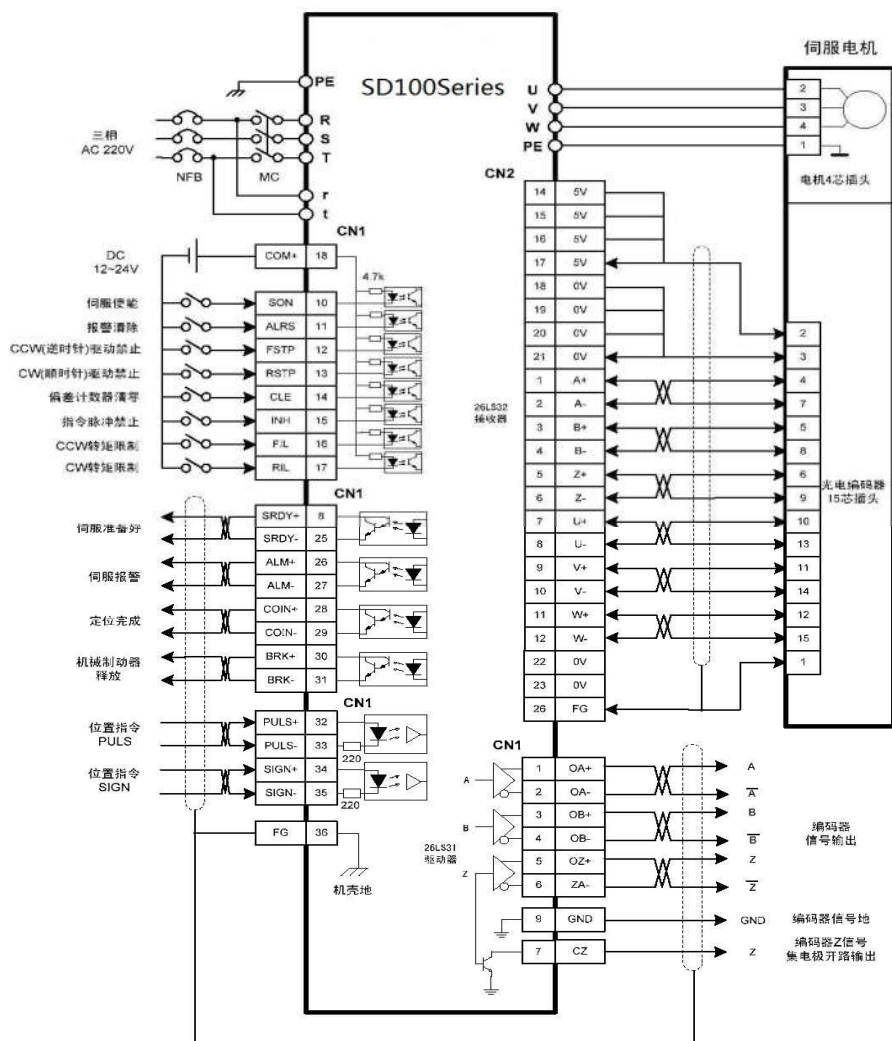 SD100Series
伺服电机
PE
R
S
T
r
t
三相
AC 220V
NFB
MC
U
V
W
PE
2
3
4
1
电机4芯插头
CN2
14 5V
15 5V
16 5V
17 5V
18 0V
19 0V
20 0V
21 0V
1 A+
2 A-
3 B+
4 B-
5 Z+
6 Z-
7 U+
8 U-
9 V+
10 V-
11 W+
12 W-
22 0V
23 0V
26 FG
26LS32
接收器
2
3
4
7
5
8
6
9
10
13
11
14
12
15
1
光电编码器
15芯插头
CN1
DC
12~24V
COM+ 18
4.7k
伺服使能 SON 10
报警清除 ALRS 11
CCW(逆时针)驱动禁止 FSTP 12
CW(顺时针)驱动禁止 RSTP 13
偏差计数器清零 CLE 14
指令脉冲禁止 INH 15
CCW转矩限制 FIL 16
CW转矩限制 RIL 17
CN1
伺服准备好
SRDY+ 8
SRDY- 25
伺服报警
ALM+ 26
ALM- 27
定位完成
COIN+ 28
COIN- 29
机械制动器
释放
BRK+ 30
BRK- 31
CN1
位置指令
PULS
PULS+ 32
PULS- 33
220
位置指令
SIGN
SIGN+ 34
SIGN- 35
220
FG 36
机壳地
CN1
A
1 OA+ A
2 OA- A
B
3 OB+ B
4 OB- B
26LS31
驱动器
Z
5 OZ+ Z
6 ZA- Z
编码器
信号输出
9 GND GND 编码器信号地
7 CZ Z 编码器Z信号
集电极开路输出